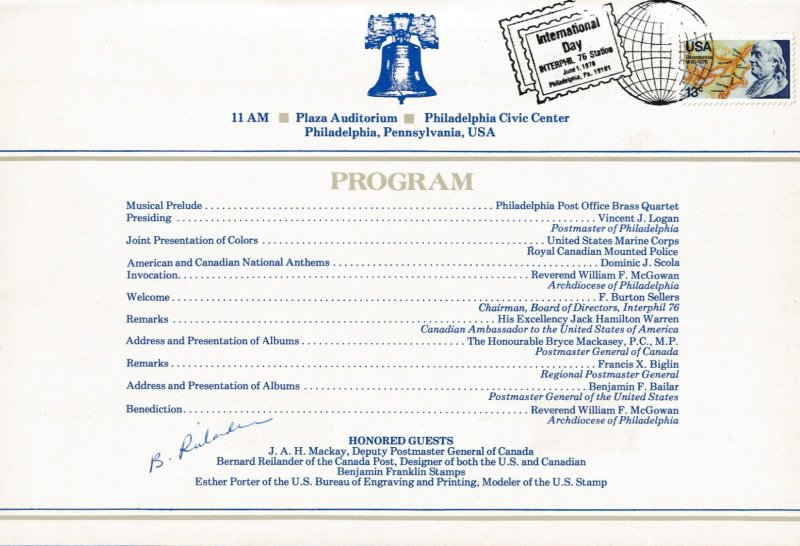 International
Day
INTERPHIL 76 Station
June 1, 1976
Philadelphia, Pa. 19101
USA
Bicentennial
1776-1976
13c
11 AM ■ Plaza Auditorium ■ Philadelphia Civic Center
Philadelphia, Pennsylvania, USA
PROGRAM
Musical Prelude ........ Philadelphia Post Office Brass Quartet
Presiding ........ Vincent J. Logan
Postmaster of Philadelphia
Joint Presentation of Colors ........ United States Marine Corps
Royal Canadian Mounted Police
American and Canadian National Anthems ........ Dominic J. Scola
Invocation ........ Reverend William F. McGowan
Archdiocese of Philadelphia
Welcome ........ F. Burton Sellers
Chairman, Board of Directors, Interphil 76
Remarks ........ His Excellency Jack Hamilton Warren
Canadian Ambassador to the United States of America
Address and Presentation of Albums ........ The Honourable Bryce Mackasey, P.C., M.P.
Postmaster General of Canada
Remarks ........ Francis X. Biglin
Regional Postmaster General
Address and Presentation of Albums ........ Benjamin F. Bailar
Postmaster General of the United States
Benediction ........ Reverend William F. McGowan
Archdiocese of Philadelphia
B. Reilander
HONORED GUESTS
J. A. H. Mackay, Deputy Postmaster General of Canada
Bernard Reilander of the Canada Post, Designer of both the U.S. and Canadian
Benjamin Franklin Stamps
Esther Porter of the U.S. Bureau of Engraving and Printing, Modeler of the U.S. Stamp